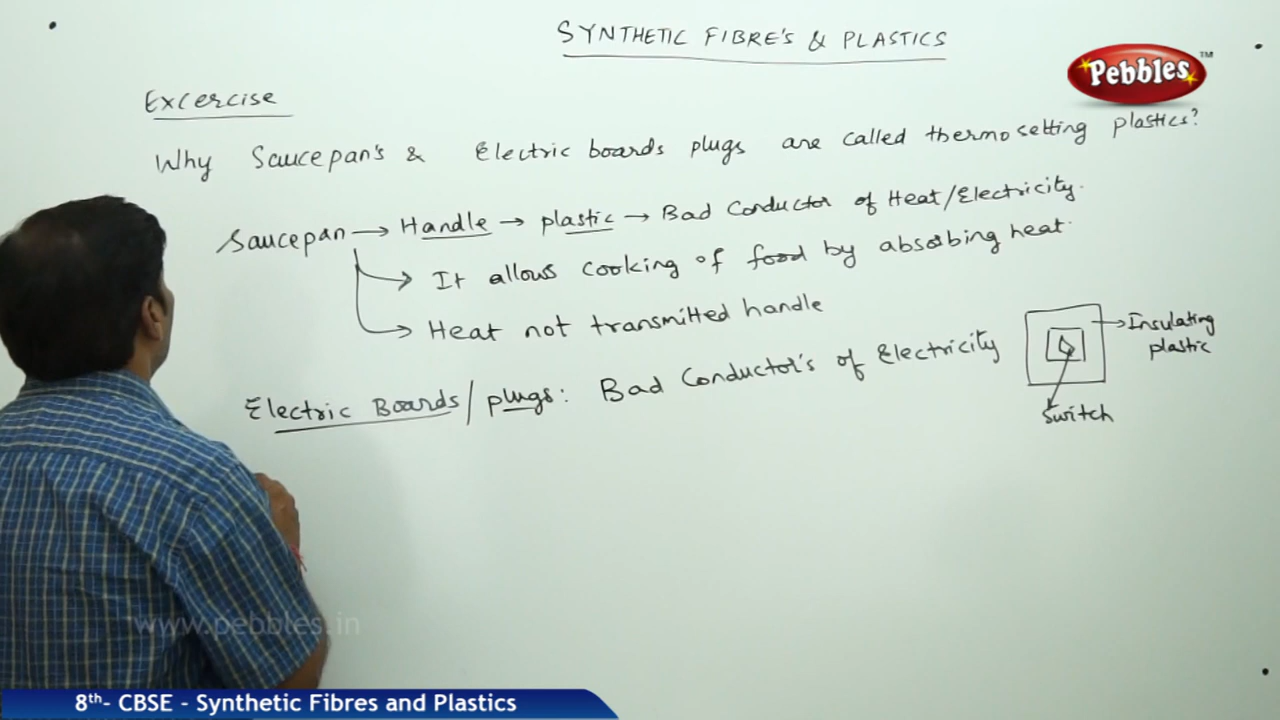 SYNTHETIC FIBRE'S & PLASTICS
Pebbles TM
Excercise
Why Saucepan's & Electric boards plugs are called thermosetting plastics?
Saucepan → Handle → plastic → Bad Conductor of Heat/Electricity.
It allows cooking of food by absorbing heat.
Heat not transmitted handle
Electric Boards/plugs: Bad Conductor's of Electricity
Insulating
plastic
Switch
www.pebbles.in
8th- CBSE - Synthetic Fibres and Plastics